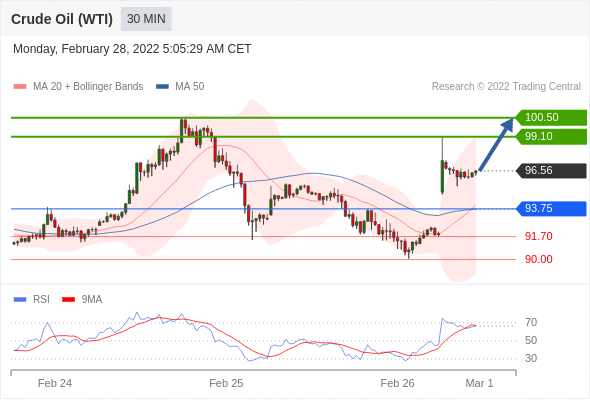 Crude Oil (WTI) 30 MIN
Monday, February 28, 2022 5:05:29 AM CET
MA 20 + Bollinger Bands MA 50 Research © 2022 Trading Central
100.50
99.10
96.56
93.75
91.70
90.00
RSI 9MA
70
50
30
Feb 24 Feb 25 Feb 26 Mar 1